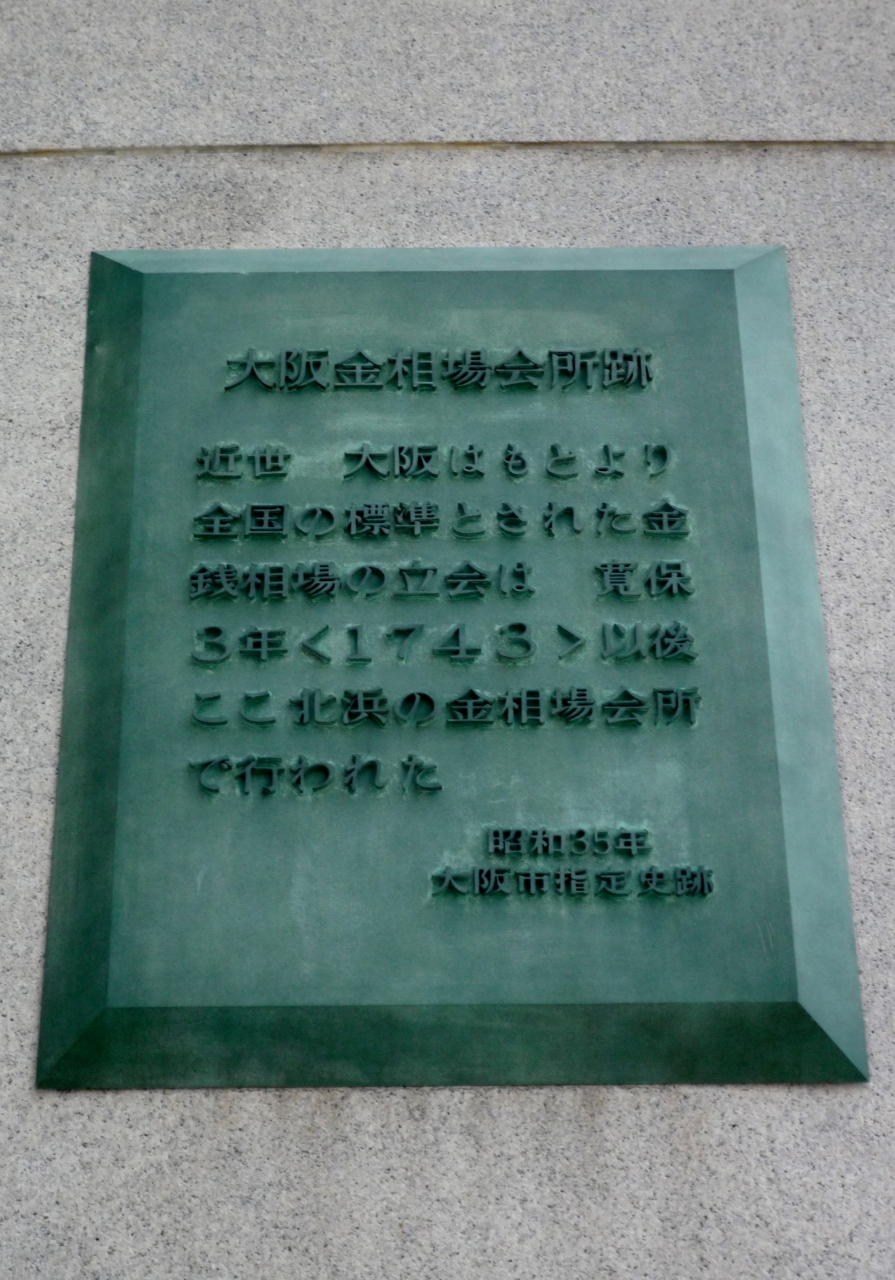 大阪金相場会所跡
近世　大阪はもとより
全国の標準とされた金
銭相場の立会は　寛保
3年<1743>以後
ここ北浜の金相場会所
で行われた
昭和35年
大阪市指定史跡